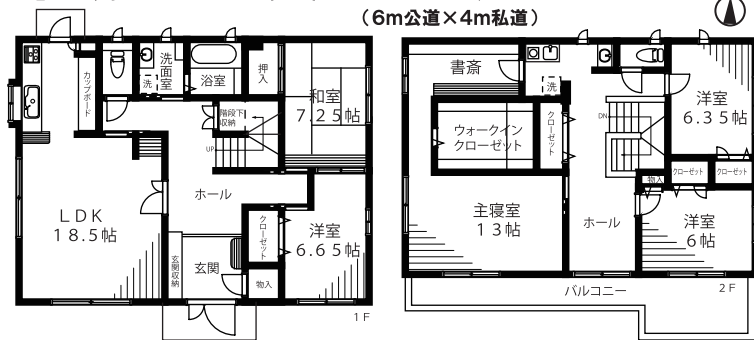 （6m公道×4m私道）
カップボード
洗面室
洗
浴室
押入
和室
7.25帖
階段下収納
UP
ホール
LDK
18.5帖
クローゼット
洋室
6.65帖
玄関収納
玄関
物入
1F
書斎
洗
洋室
6.35帖
ウォークイン
クローゼット
クローゼット
DN
物入
クローゼット
クローゼット
主寝室
13帖
ホール
洋室
6帖
バルコニー
2F